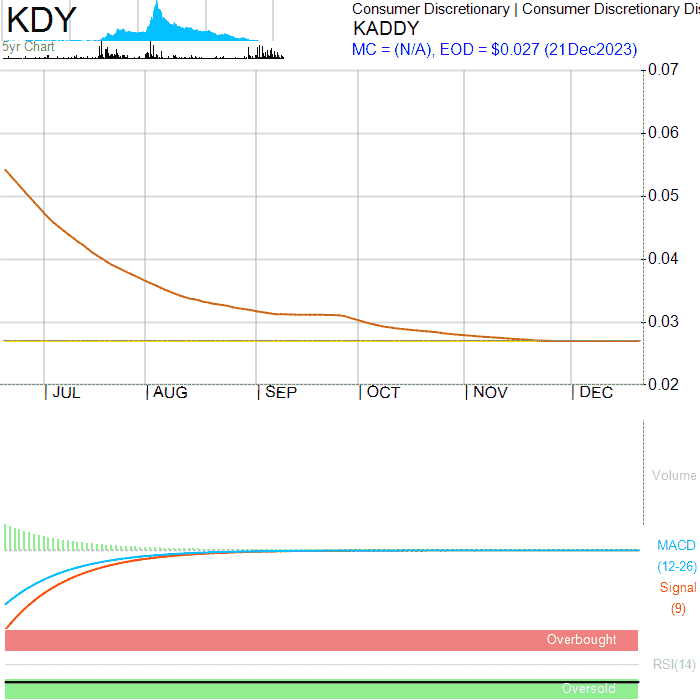 KDY
5yr Chart
Consumer Discretionary | Consumer Discretionary Dis
KADDY
MC = (N/A), EOD = $0.027 (21Dec2023)
0.07
0.06
0.05
0.04
0.03
0.02
JUL AUG SEP OCT NOV DEC
Volume
MACD
(12-26)
Signal
(9)
Overbought
RSI(14)
Oversold